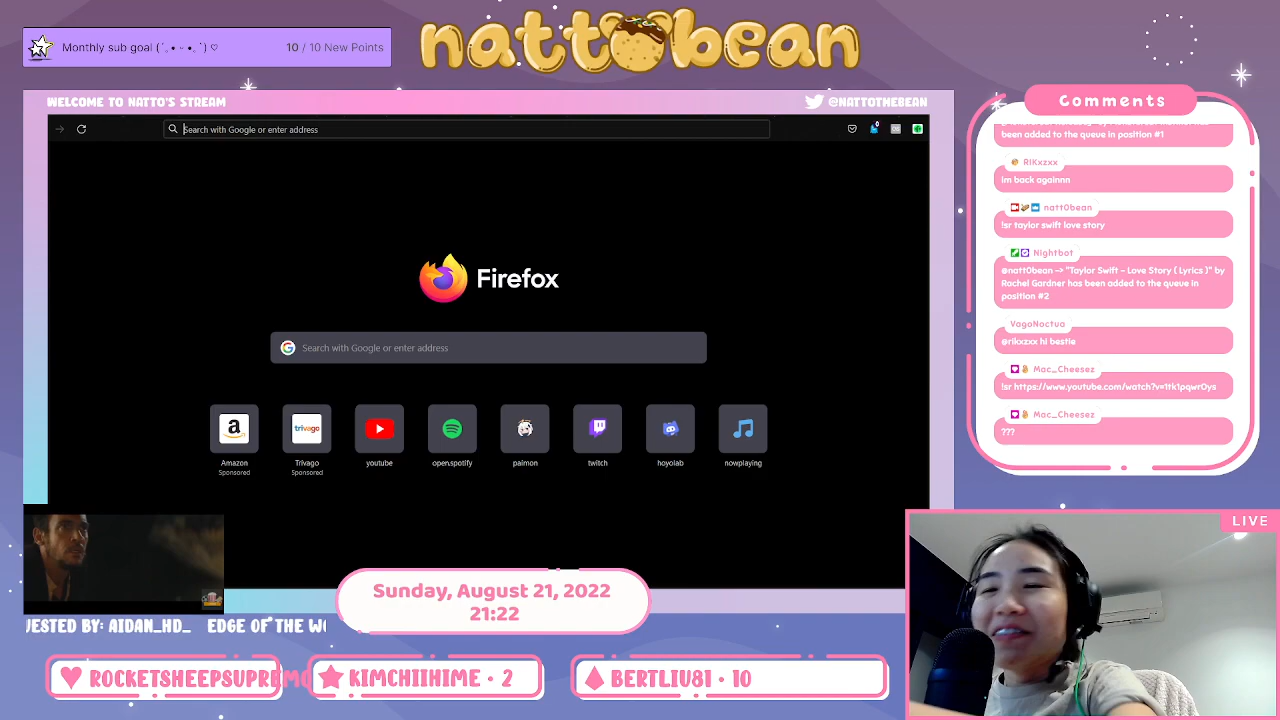 Monthly sub goal (´｡• ᵕ •｡`) ♡
10 / 10 New Points
natt0bean
WELCOME TO NATTO'S STREAM
@NATTOTHEBEAN
Search with Google or enter address
Firefox
Search with Google or enter address
Amazon
Sponsored
trivago
Trivago
Sponsored
youtube
open.spotify
paimon
twitch
hoyolab
nowplaying
Comments
been added to the queue in position #1
RiKxzxx
im back againnn
natt0bean
!sr taylor swift love story
Nightbot
@natt0bean -> "Taylor Swift - Love Story ( Lyrics )" by
Rachel Gardner has been added to the queue in
position #2
VagoNoctua
@rikxzxx hi bestie
Mac_Cheesez
!sr https://www.youtube.com/watch?v=1tk1pqwrOys
Mac_Cheesez
???
LIVE
Sunday, August 21, 2022
21:22
UESTED BY: AIDAN_HD_ EDGE OF THE WO
ROCKETSHEEPSUPREMO
KIMCHIIHIME • 2
BERTLIU81 • 10